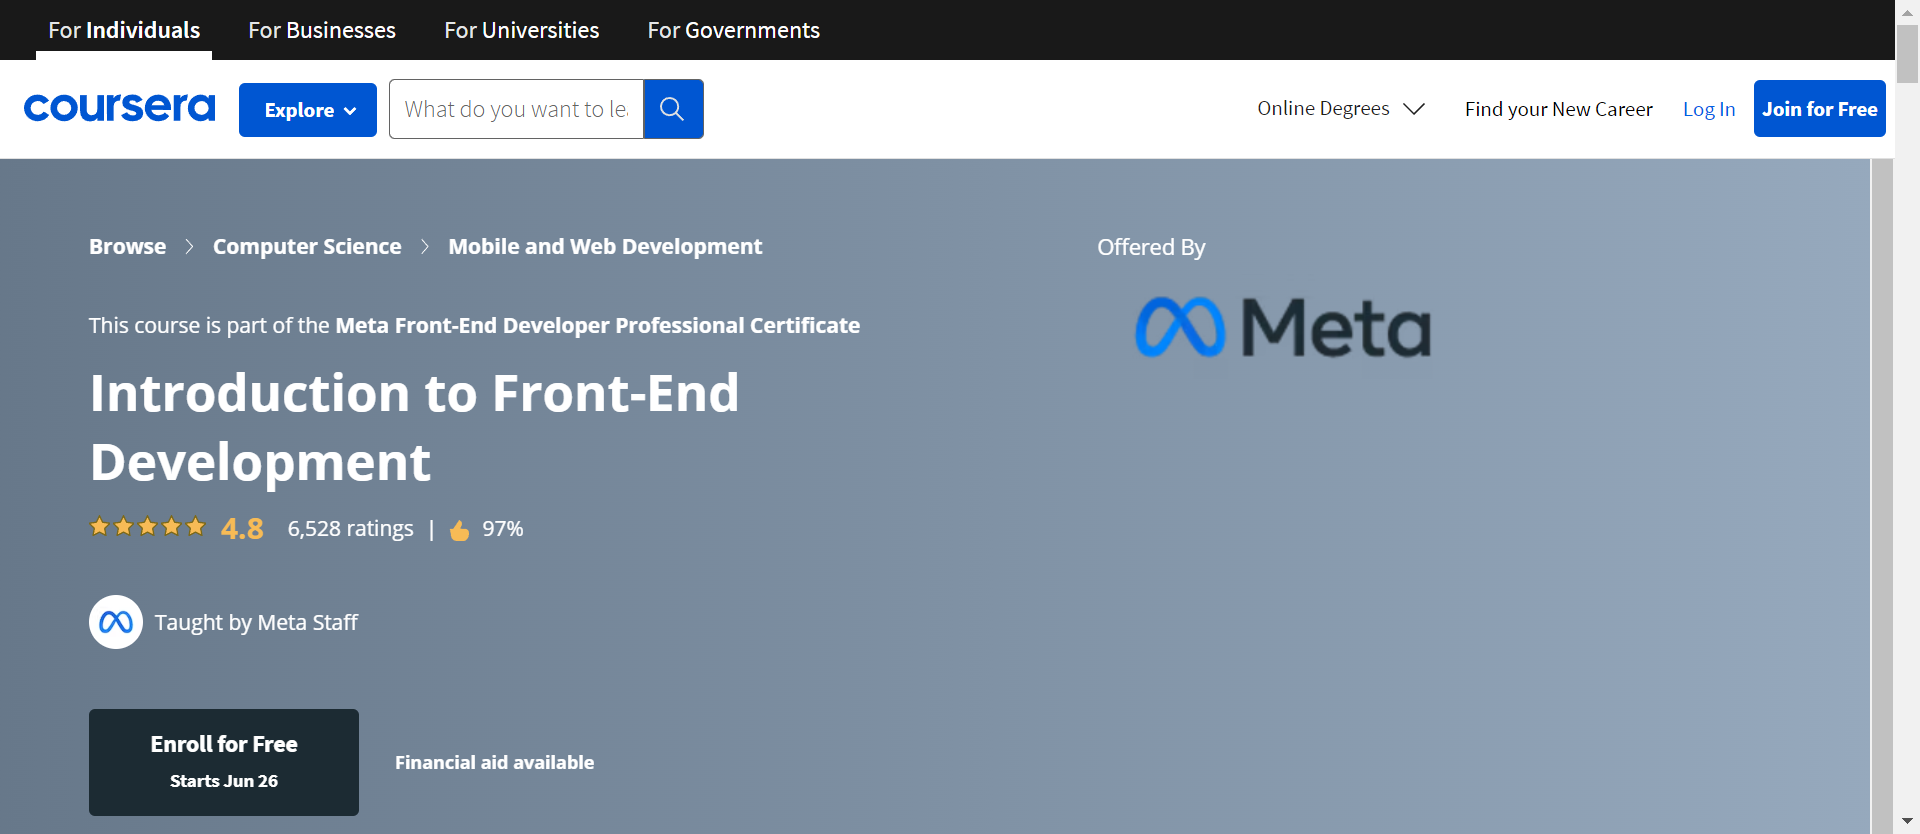 For Individuals For Businesses For Universities For Governments
coursera Explore What do you want to le Online Degrees Find your New Career Log In Join for Free
Browse Computer Science Mobile and Web Development
Offered By
Meta
This course is part of the Meta Front-End Developer Professional Certificate
Introduction to Front-End
Development
4.8 6,528 ratings | 97%
Taught by Meta Staff
Enroll for Free
Starts Jun 26
Financial aid available